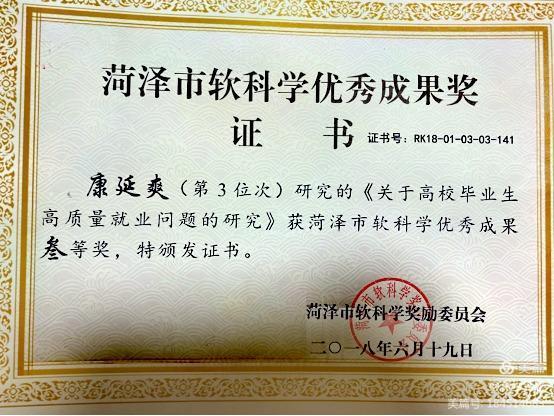 菏泽市软科学优秀成果奖
证 书 证书号：RK18-01-03-03-141
康延爽（第3位次）研究的《关于高校毕业生
高质量就业问题的研究》获菏泽市软科学优秀成果
叁等奖，特颁发证书。
菏泽市软科学奖励委员会
二〇一八年六月十九日
美篇